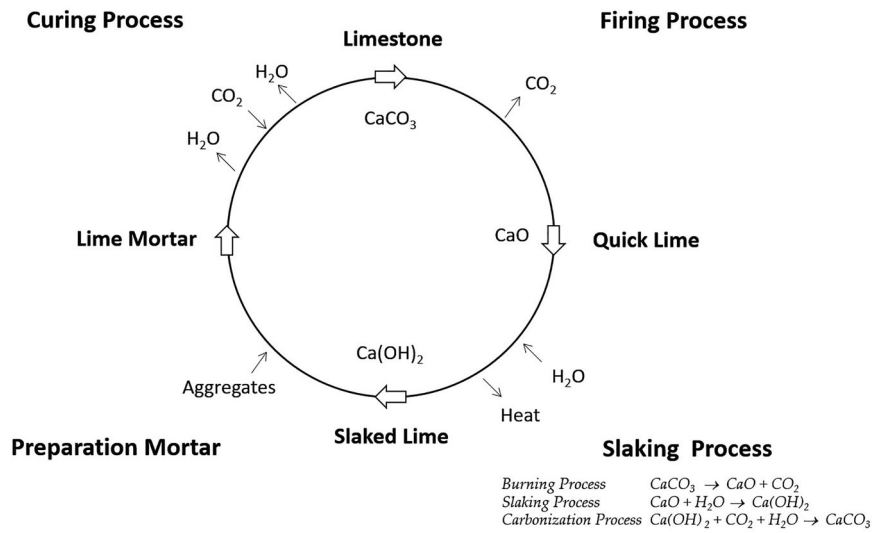 Curing Process
Firing Process
Limestone
H₂O
CO₂
CO₂
CaCO₃
H₂O
Lime Mortar
CaO
Quick Lime
Ca(OH)₂
Aggregates
H₂O
Heat
Preparation Mortar
Slaked Lime
Slaking Process
Burning Process CaCO₃ → CaO + CO₂
Slaking Process CaO + H₂O → Ca(OH)₂
Carbonization Process Ca(OH)₂ + CO₂ + H₂O → CaCO₃